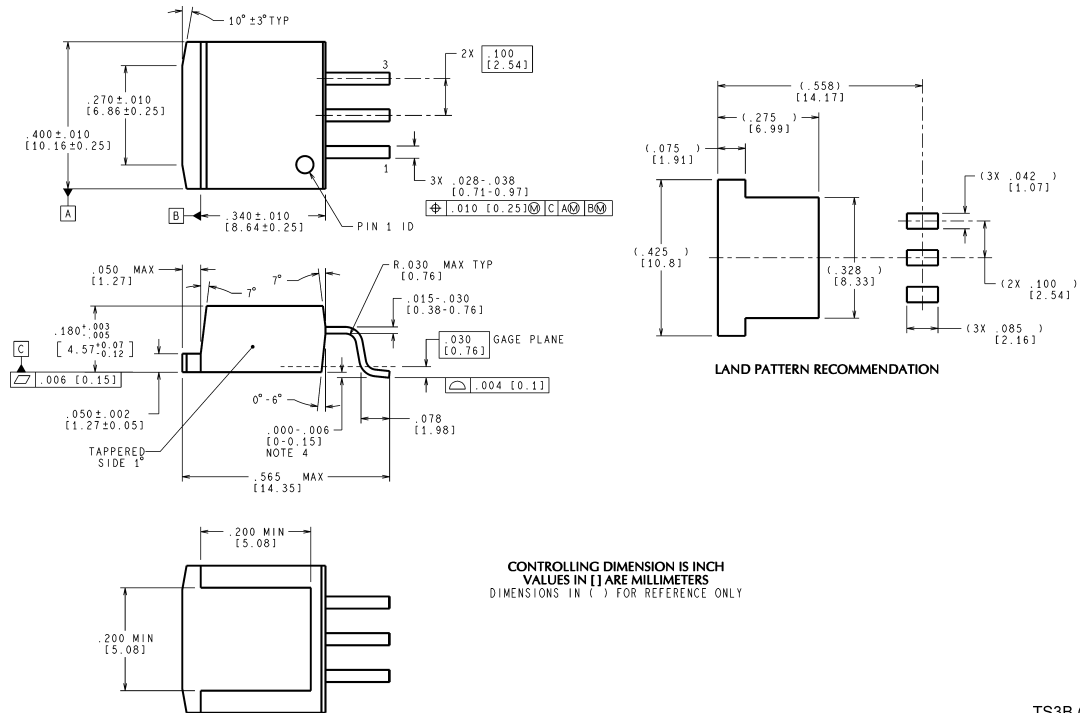 10° ±3° TYP
2X .100
[2.54]
3
.270±.010
[6.86±0.25]
.400±.010
[10.16±0.25]
1
3X .028-.038
[0.71-0.97]
⌖ .010 [0.25]Ⓜ C AⓂ BⓂ
A
B
.340±.010
[8.64±0.25]
PIN 1 ID
.050 MAX
[1.27]
7°
7°
R.030 MAX TYP
[0.76]
.015-.030
[0.38-0.76]
.180+.003-.005
[4.57+0.07-0.12]
.030
[0.76]
GAGE PLANE
C
⏥ .006 [0.15]
⌓ .004 [0.1]
.050±.002
[1.27±0.05]
0°-6°
.000-.006
[0-0.15]
NOTE 4
.078
[1.98]
TAPPERED
SIDE 1°
.565 MAX
[14.35]
(.558)
[14.17]
(.275)
[6.99]
(.075)
[1.91]
(3X .042)
[1.07]
(.425)
[10.8]
(.328)
[8.33]
(2X .100)
[2.54]
(3X .085)
[2.16]
LAND PATTERN RECOMMENDATION
.200 MIN
[5.08]
.200 MIN
[5.08]
CONTROLLING DIMENSION IS INCH
VALUES IN [ ] ARE MILLIMETERS
DIMENSIONS IN ( ) FOR REFERENCE ONLY
TS3B (